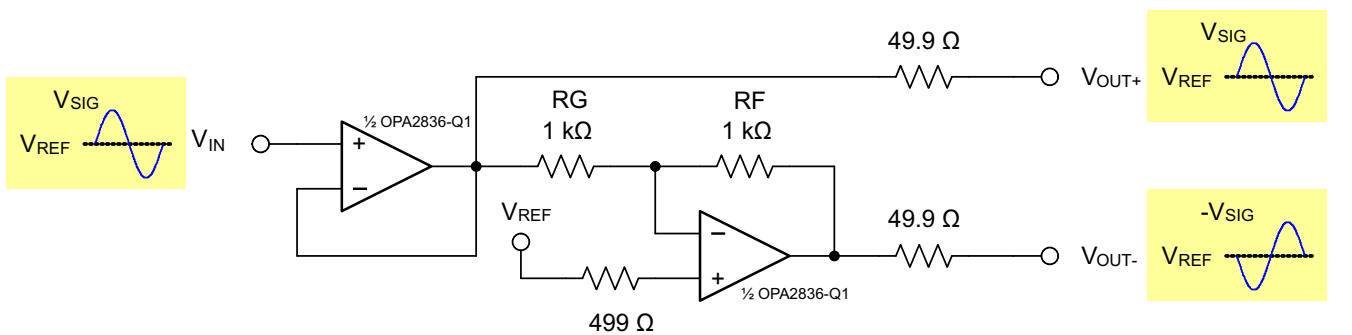 VSIG
VREF
VIN
½ OPA2836-Q1
+
−
RG
1 kΩ
RF
1 kΩ
49.9 Ω
VOUT+
VSIG
VREF
VREF
499 Ω
−
+
½ OPA2836-Q1
49.9 Ω
VOUT-
-VSIG
VREF